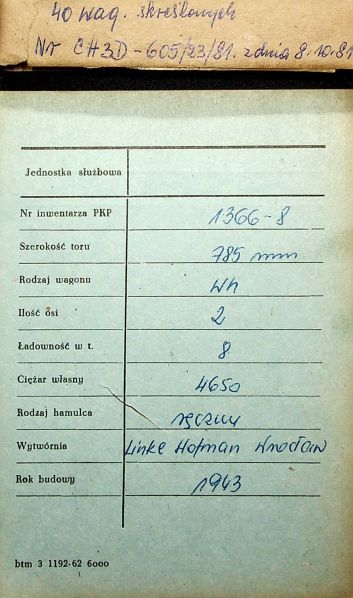 40 wag. skreślonych
Nr CH3D-605/23/81. z dnia 8.10.81
Jednostka służbowa
Nr inwentarza PKP 1366-8
Szerokość toru 785 mm
Rodzaj wagonu Wh
Ilość osi 2
Ładowność w t. 8
Ciężar własny 4650
Rodzaj hamulca ręczny
Wytwórnia Linke Hofman Wrocław
Rok budowy 1943
btm 3 1192-62 6ooo